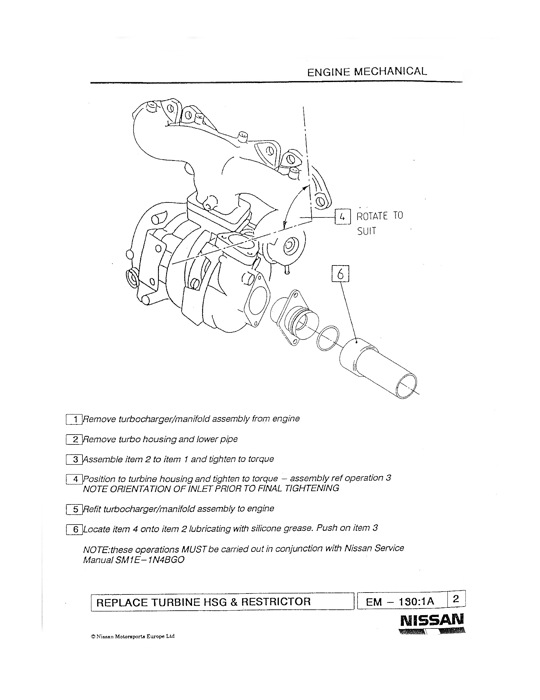 ENGINE MECHANICAL
4 ROTATE TO
SUIT
6
1 Remove turbocharger/manifold assembly from engine
2 Remove turbo housing and lower pipe
3 Assemble item 2 to item 1 and tighten to torque
4 Position to turbine housing and tighten to torque – assembly ref operation 3
NOTE ORIENTATION OF INLET PRIOR TO FINAL TIGHTENING
5 Refit turbocharger/manifold assembly to engine
6 Locate item 4 onto item 2 lubricating with silicone grease. Push on item 3
NOTE:these operations MUST be carried out in conjunction with Nissan Service
Manual SM1E–1N4BGO
REPLACE TURBINE HSG & RESTRICTOR EM – 130:1A 2
NISSAN
© Nissan Motorsports Europe Ltd